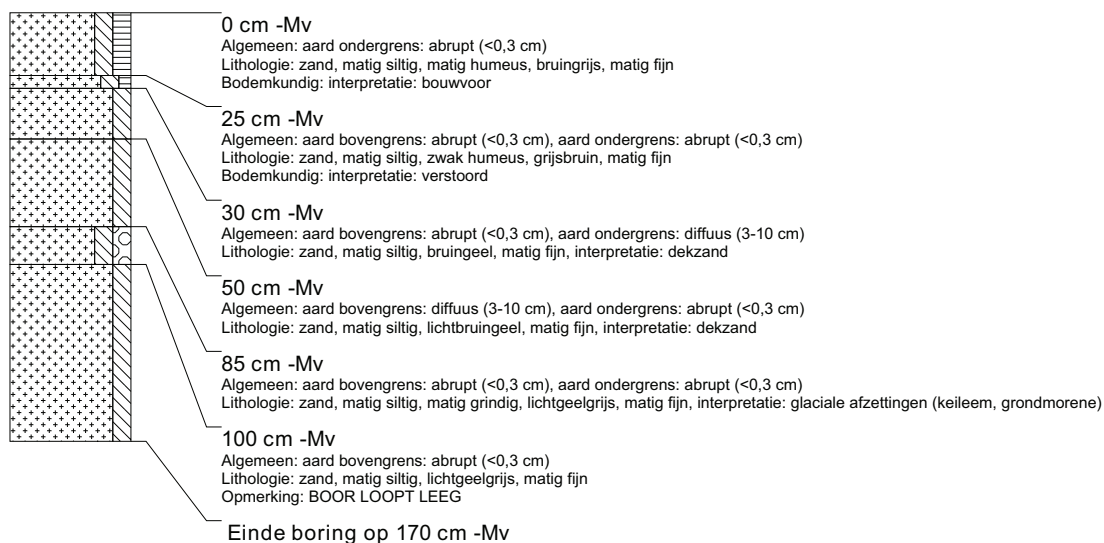 0 cm -Mv
Algemeen: aard ondergrens: abrupt (<0,3 cm)
Lithologie: zand, matig siltig, matig humeus, bruingrijs, matig fijn
Bodemkundig: interpretatie: bouwvoor
25 cm -Mv
Algemeen: aard bovengrens: abrupt (<0,3 cm), aard ondergrens: abrupt (<0,3 cm)
Lithologie: zand, matig siltig, zwak humeus, grijsbruin, matig fijn
Bodemkundig: interpretatie: verstoord
30 cm -Mv
Algemeen: aard bovengrens: abrupt (<0,3 cm), aard ondergrens: diffuus (3-10 cm)
Lithologie: zand, matig siltig, bruingeel, matig fijn, interpretatie: dekzand
50 cm -Mv
Algemeen: aard bovengrens: diffuus (3-10 cm), aard ondergrens: abrupt (<0,3 cm)
Lithologie: zand, matig siltig, lichtbruingeel, matig fijn, interpretatie: dekzand
85 cm -Mv
Algemeen: aard bovengrens: abrupt (<0,3 cm), aard ondergrens: abrupt (<0,3 cm)
Lithologie: zand, matig siltig, matig grindig, lichtgeelgrijs, matig fijn, interpretatie: glaciale afzettingen (keileem, grondmorene)
100 cm -Mv
Algemeen: aard bovengrens: abrupt (<0,3 cm)
Lithologie: zand, matig siltig, lichtgeelgrijs, matig fijn
Opmerking: BOOR LOOPT LEEG
Einde boring op 170 cm -Mv